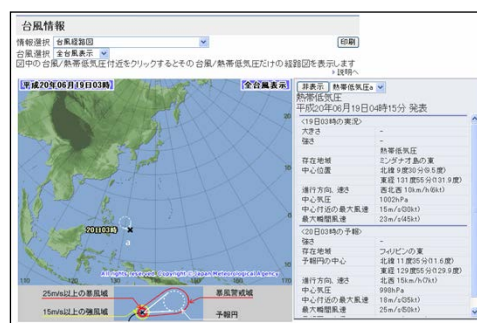 台風情報
情報選択 台風経路図
印刷
台風選択 全台風表示
図中の台風/熱帯低気圧付近をクリックするとその台風/熱帯低気圧だけの経路図を表示します
説明へ
平成20年06月19日03時
全台風表示
20日03時
a
All rights reserved. Copyright © Japan Meteorological Agency
110 120 130 140 150
25m/s以上の暴風域
暴風警戒域
15m/s以上の強風域
予報円
非表示 熱帯低気圧a
熱帯低気圧
平成20年06月19日04時15分 発表
<19日03時の実況>
大きさ -
強さ -
熱帯低気圧
存在地域 ミンダナオ島の東
中心位置 北緯 9度30分(9.5度)
東経 131度55分(131.9度)
進行方向、速さ 西北西 10km/h(6kt)
中心気圧 1002hPa
中心付近の最大風速 15m/s(30kt)
最大瞬間風速 23m/s(45kt)
<20日03時の予報>
強さ -
存在地域 フィリピンの東
予報円の中心 北緯 11度35分(11.6度)
東経 129度55分(129.9度)
進行方向、速さ 北西 15km/h(7kt)
中心気圧 998hPa
中心付近の最大風速 18m/s(35kt)
最大瞬間風速 25m/s(50kt)